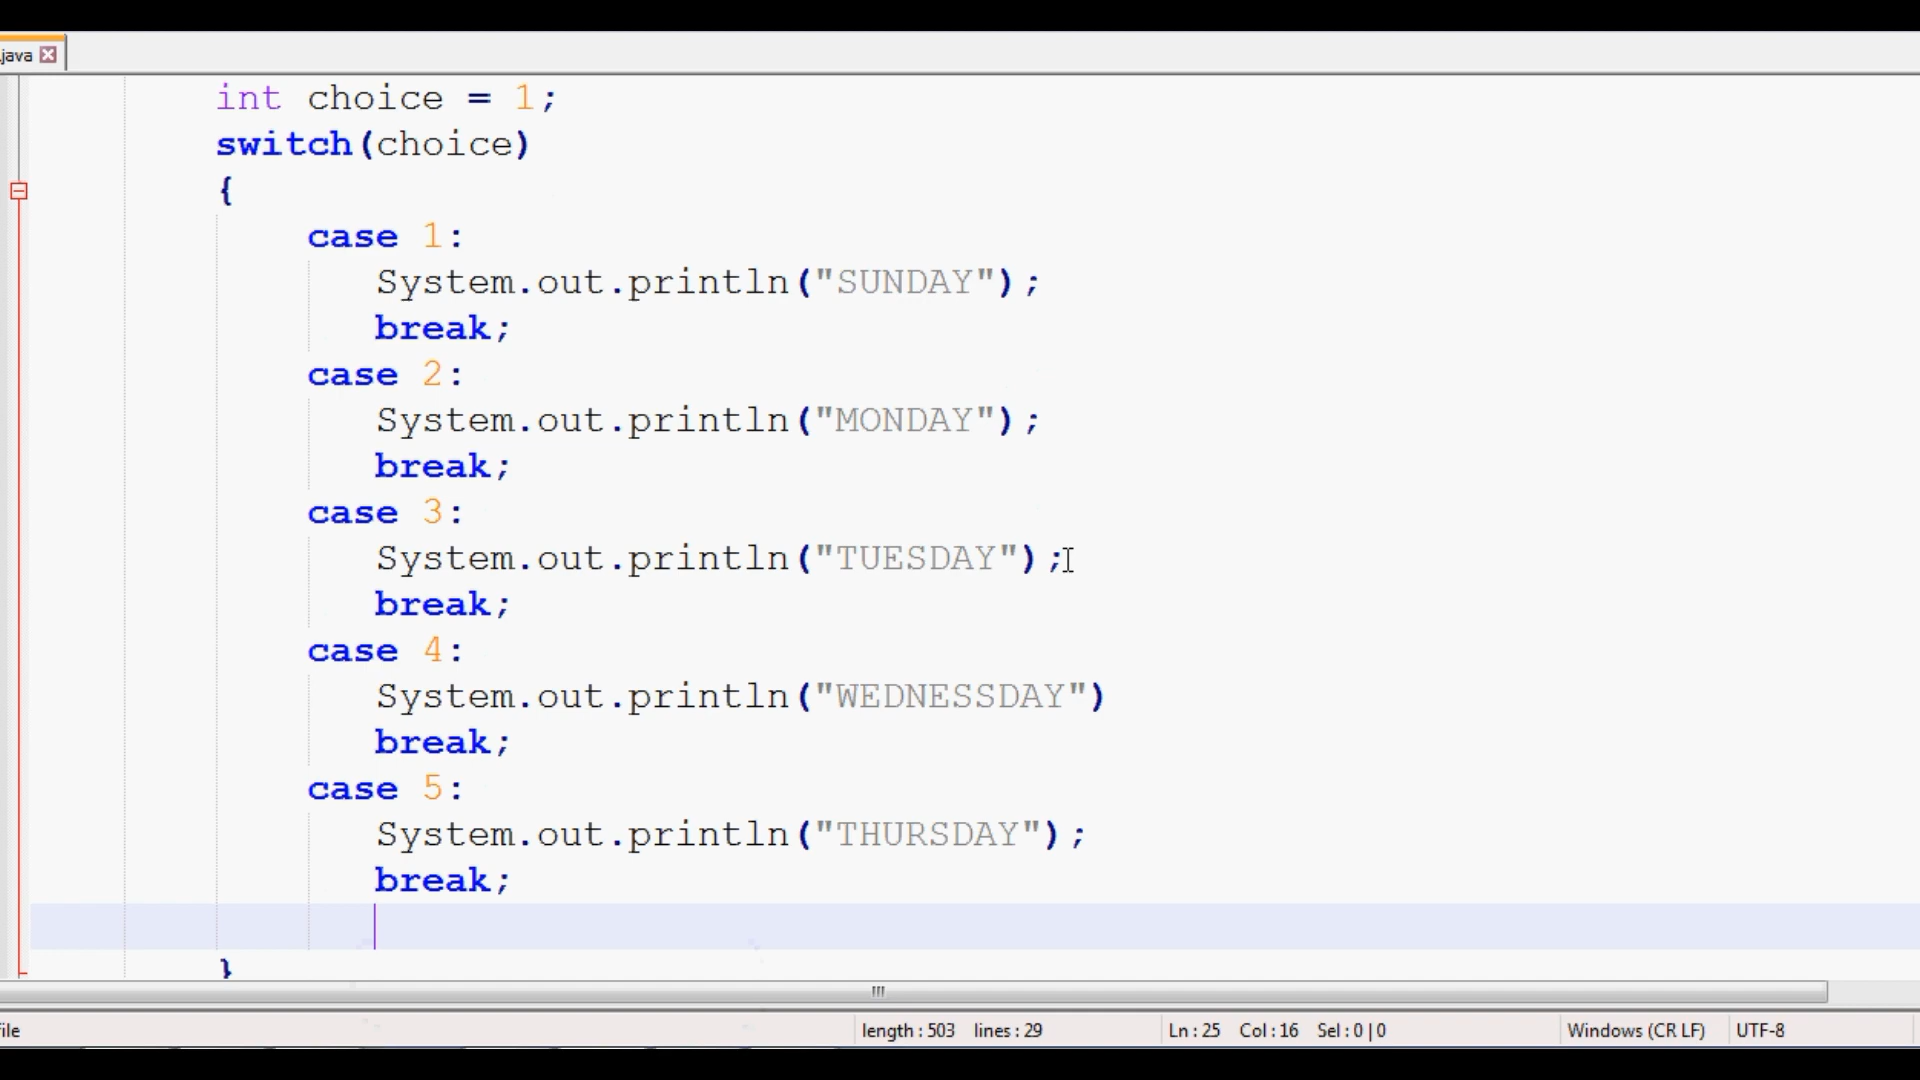 java
int choice = 1;
switch(choice)
{
case 1:
System.out.println("SUNDAY");
break;
case 2:
System.out.println("MONDAY");
break;
case 3:
System.out.println("TUESDAY");
break;
case 4:
System.out.println("WEDNESSDAY")
break;
case 5:
System.out.println("THURSDAY");
break;
}
file length : 503 lines : 29 Ln : 25 Col : 16 Sel : 0 | 0 Windows (CR LF) UTF-8